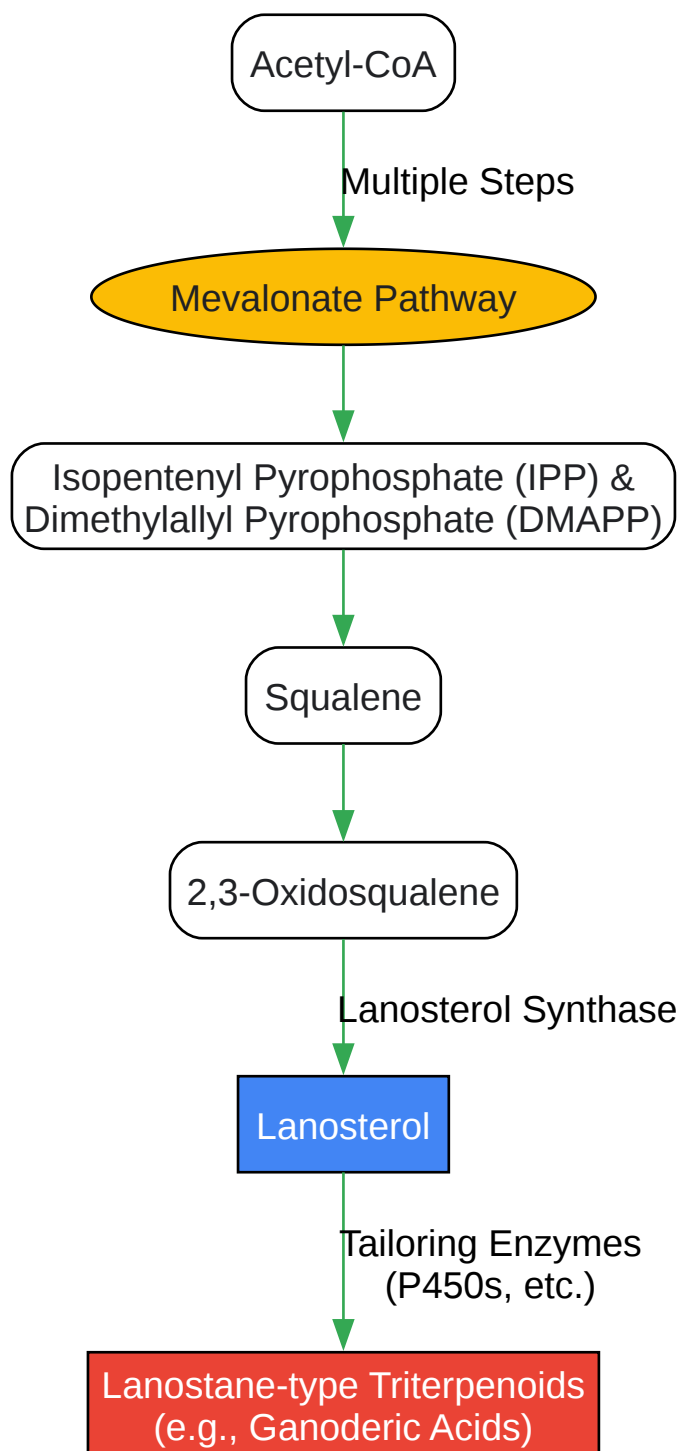 Acetyl-CoA
Multiple Steps
Mevalonate Pathway
Isopentenyl Pyrophosphate (IPP) &
Dimethylallyl Pyrophosphate (DMAPP)
Squalene
2,3-Oxidosqualene
Lanosterol Synthase
Lanosterol
Tailoring Enzymes
(P450s, etc.)
Lanostane-type Triterpenoids
(e.g., Ganoderic Acids)